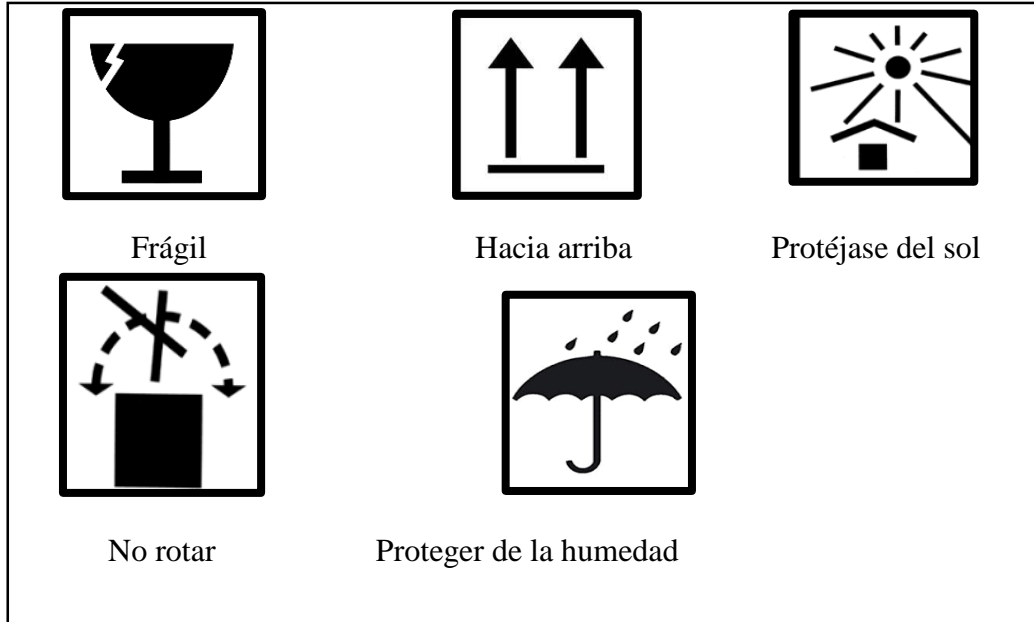 Frágil
Hacia arriba
Protéjase del sol
No rotar
Proteger de la humedad